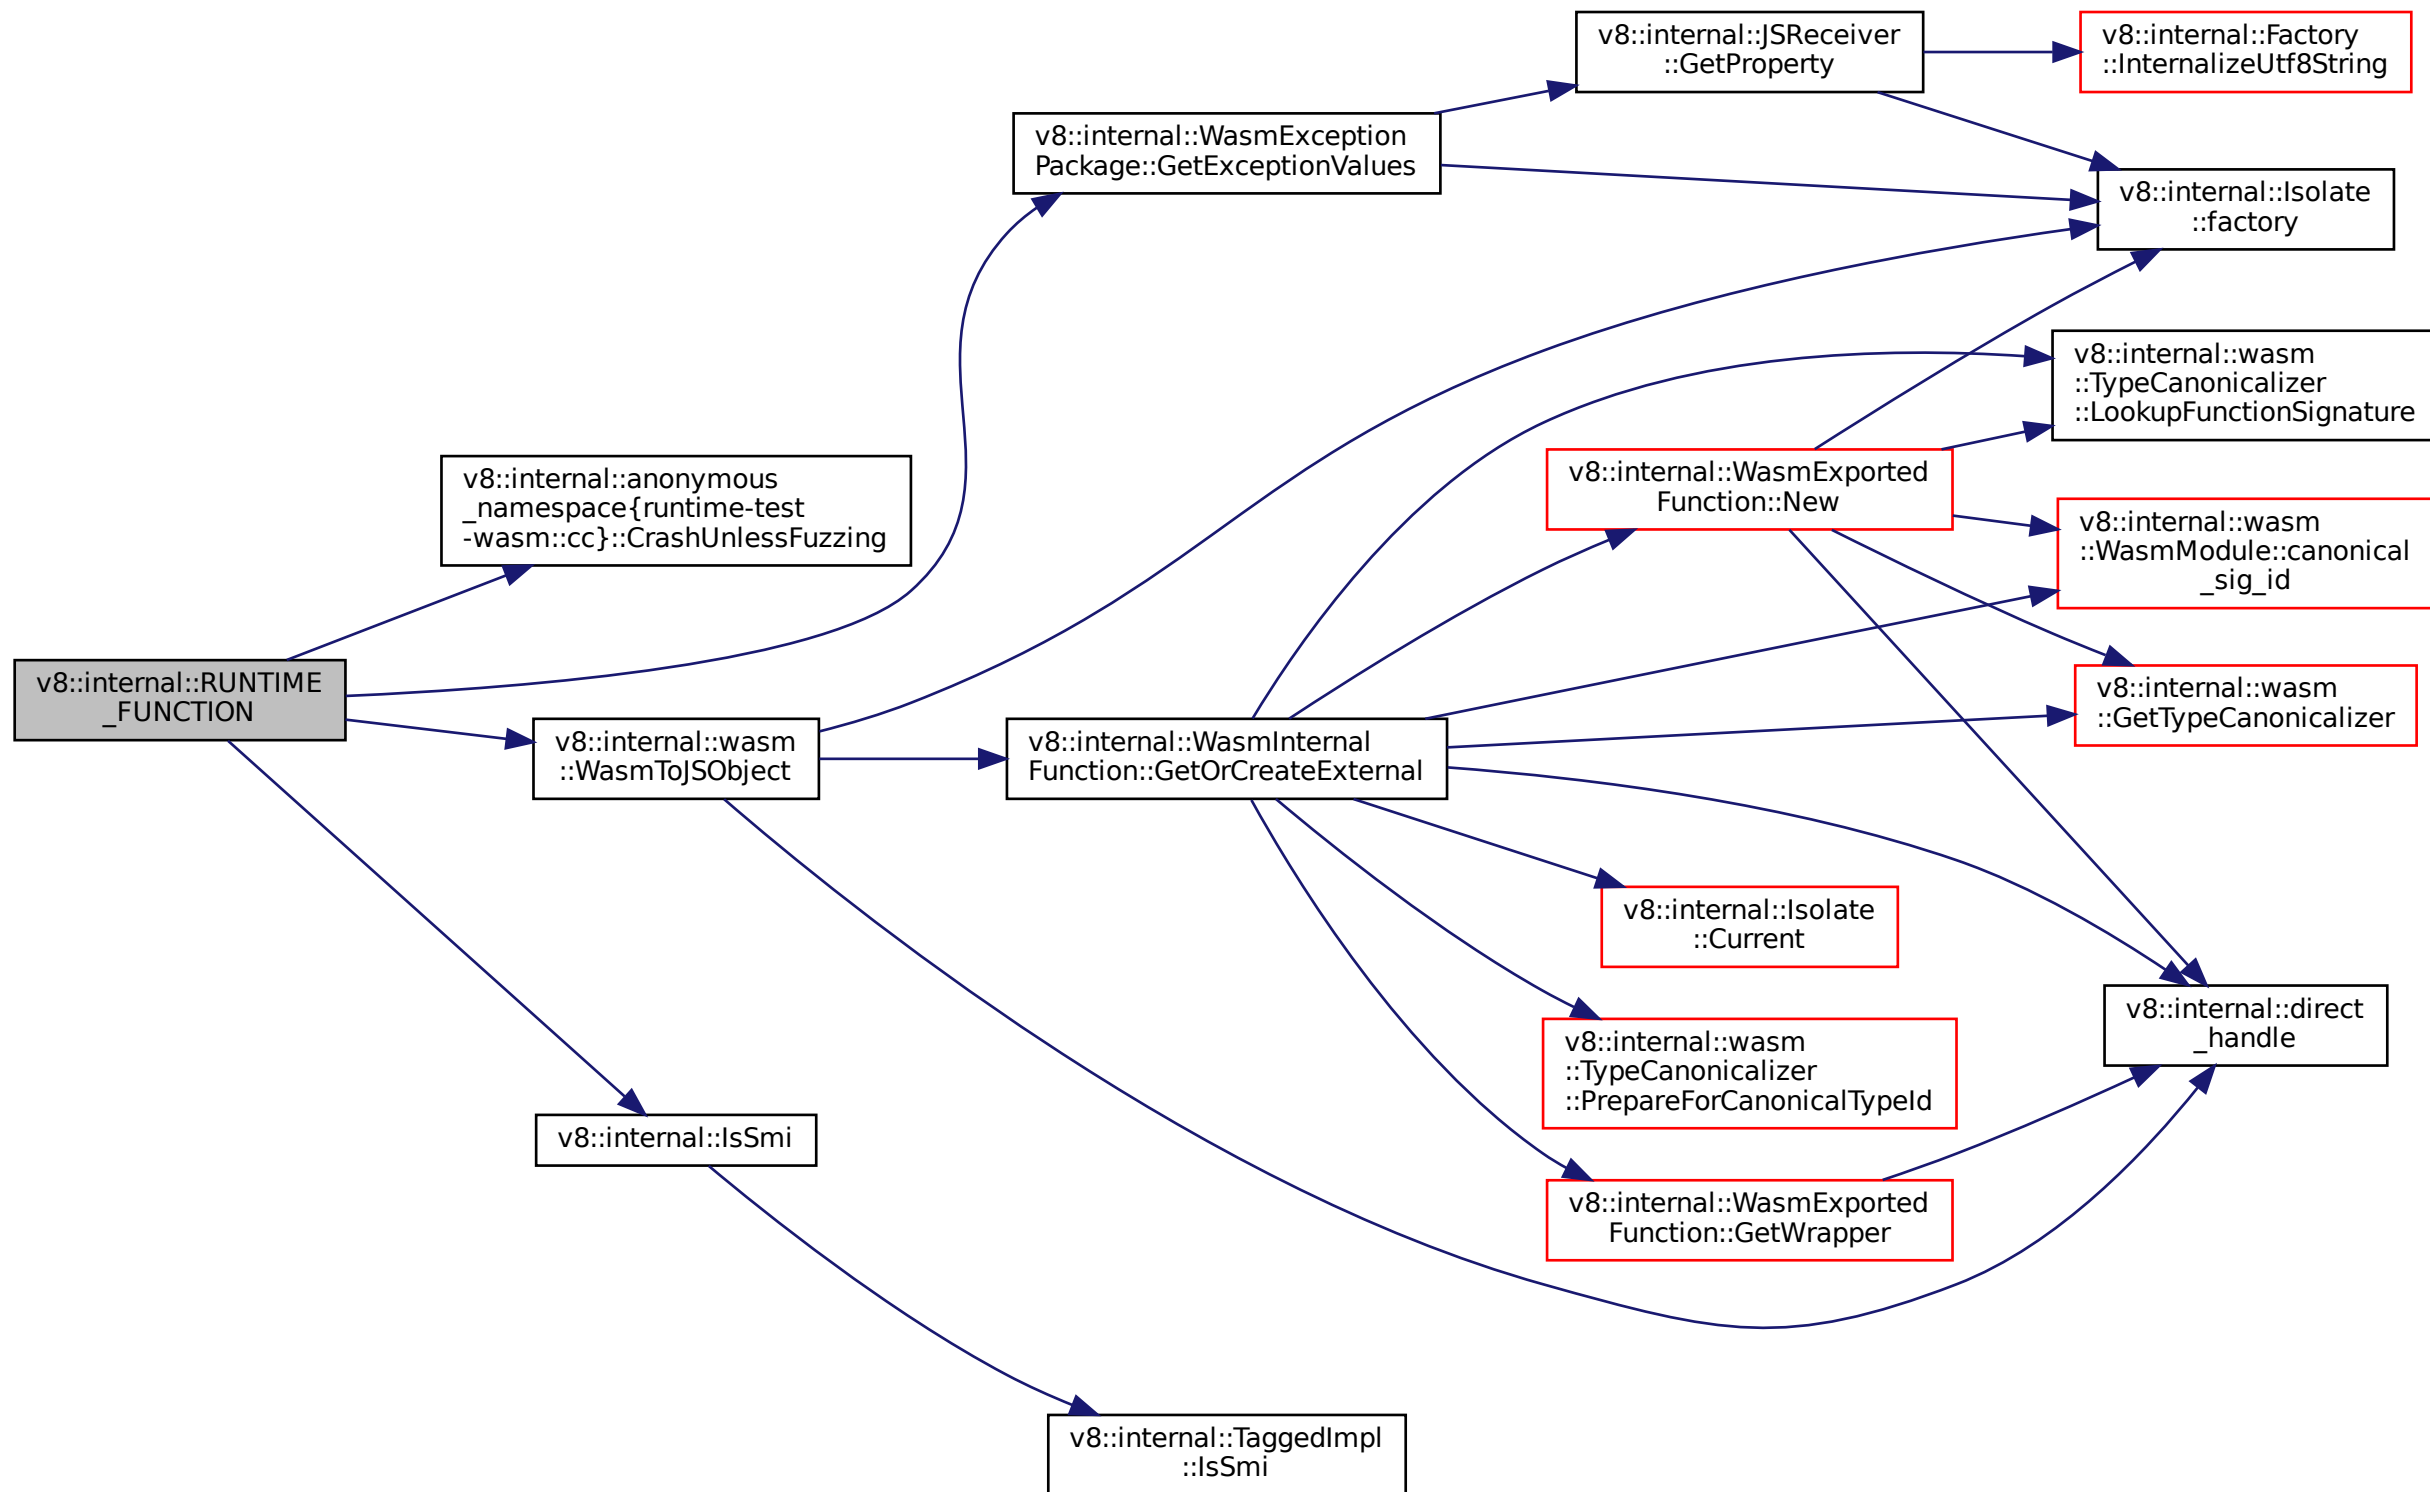 v8::internal::JSReceiver
::GetProperty
v8::internal::Factory
::InternalizeUtf8String
v8::internal::WasmException
Package::GetExceptionValues
v8::internal::Isolate
::factory
v8::internal::wasm
::TypeCanonicalizer
::LookupFunctionSignature
v8::internal::anonymous
_namespace{runtime-test
-wasm::cc}::CrashUnlessFuzzing
v8::internal::WasmExported
Function::New
v8::internal::wasm
::WasmModule::canonical
_sig_id
v8::internal::RUNTIME
_FUNCTION
v8::internal::wasm
::GetTypeCanonicalizer
v8::internal::wasm
::WasmToJSObject
v8::internal::WasmInternal
Function::GetOrCreateExternal
v8::internal::Isolate
::Current
v8::internal::direct
_handle
v8::internal::wasm
::TypeCanonicalizer
::PrepareForCanonicalTypeId
v8::internal::IsSmi
v8::internal::WasmExported
Function::GetWrapper
v8::internal::TaggedImpl
::IsSmi